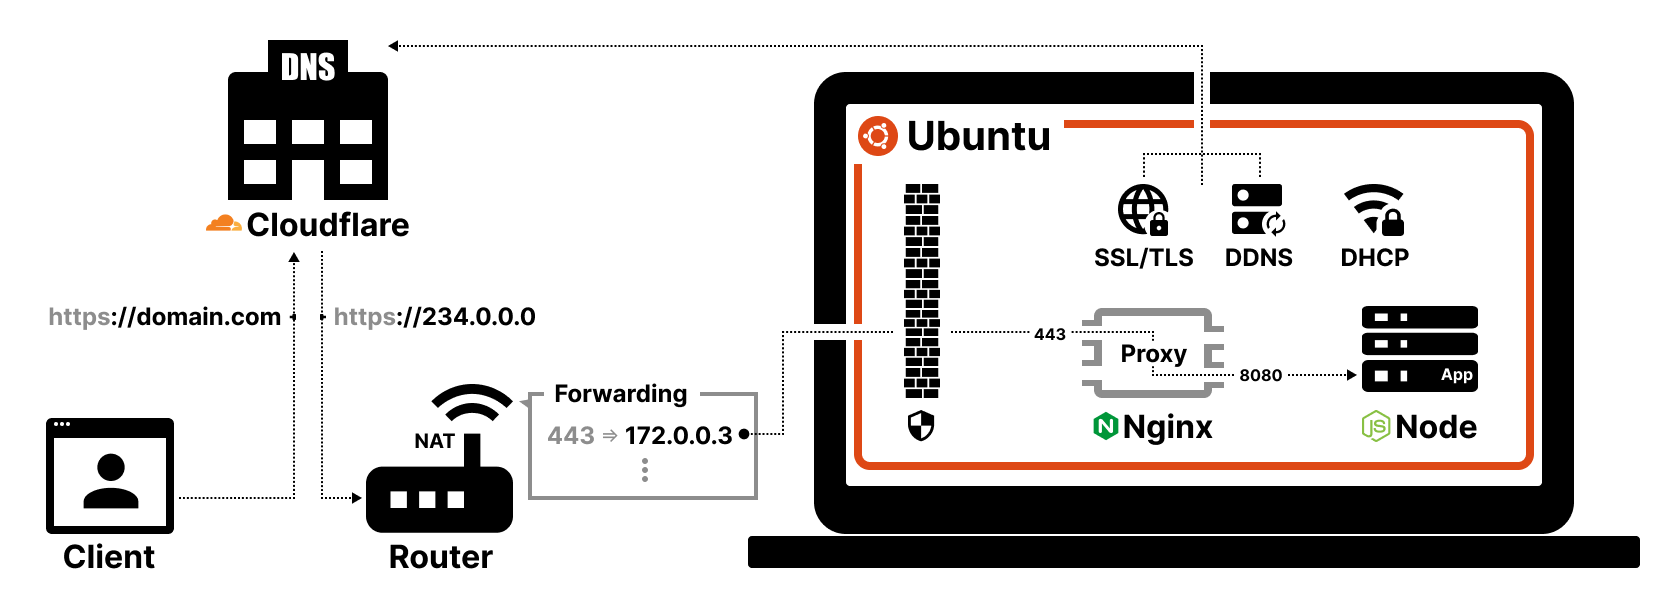 DNS
Cloudflare
https://domain.com
https://234.0.0.0
Client
NAT
Router
Forwarding
443 ⇒ 172.0.0.3
Ubuntu
SSL/TLS
DDNS
DHCP
443
Proxy
8080
App
Nginx
JS
Node